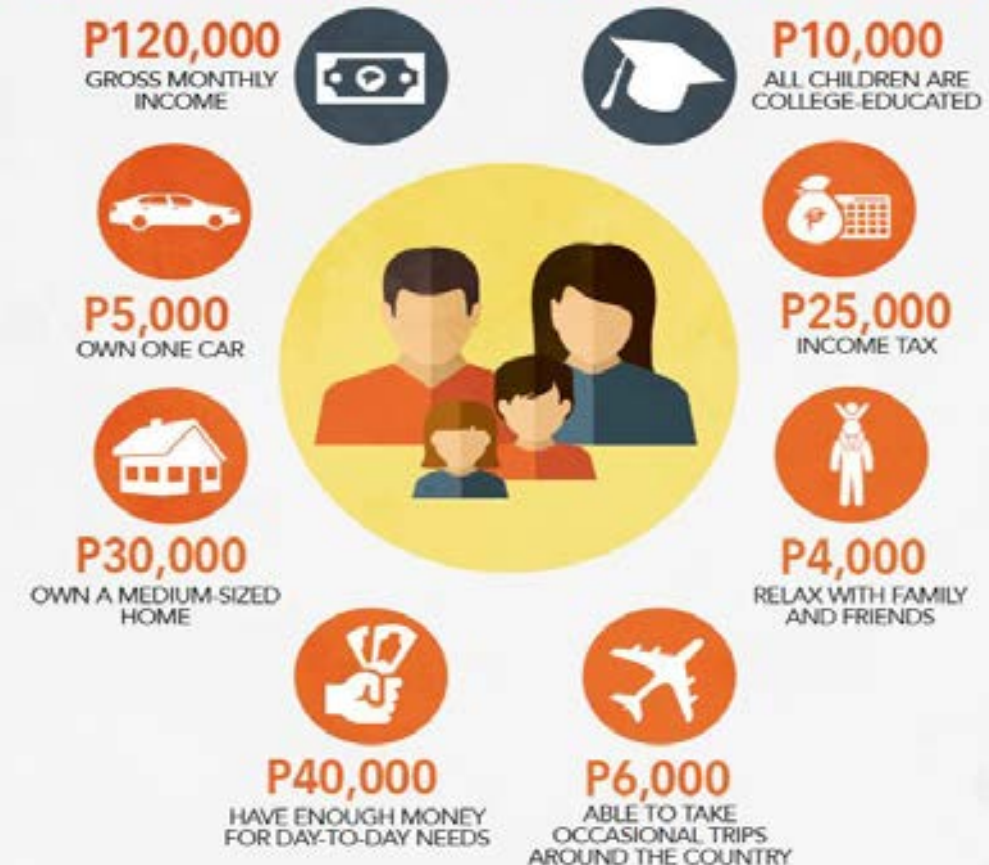 P120,000
GROSS MONTHLY
INCOME
P10,000
ALL CHILDREN ARE
COLLEGE-EDUCATED
P5,000
OWN ONE CAR
P25,000
INCOME TAX
P30,000
OWN A MEDIUM-SIZED
HOME
P4,000
RELAX WITH FAMILY
AND FRIENDS
P40,000
HAVE ENOUGH MONEY
FOR DAY-TO-DAY NEEDS
P6,000
ABLE TO TAKE
OCCASIONAL TRIPS
AROUND THE COUNTRY